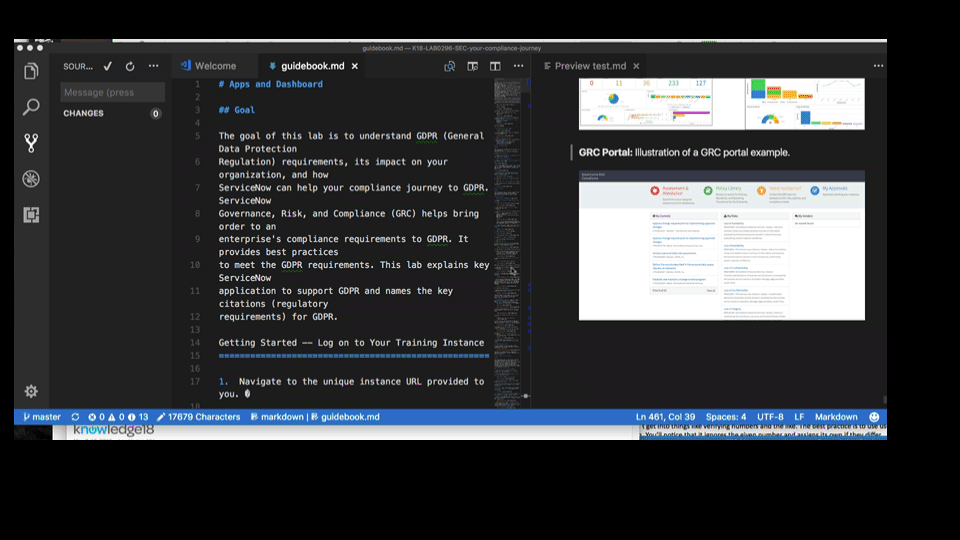 guidebook.md — K18-LAB0296-SEC-your-compliance-journey
SOUR...
Welcome
guidebook.md
Preview test.md
Message (press
CHANGES
0
1 # Apps and Dashboard
2
3 ## Goal
4
5 The goal of this lab is to understand GDPR (General
Data Protection
6 Regulation) requirements, its impact on your
organization, and how
7 ServiceNow can help your compliance journey to GDPR.
ServiceNow
8 Governance, Risk, and Compliance (GRC) helps bring
order to an
9 enterprise's compliance requirements to GDPR. It
provides best practices
10 to meet the GDPR requirements. This lab explains key
ServiceNow
11 application to support GDPR and names the key
citations (regulatory
12 requirements) for GDPR.
13
14 Getting Started –– Log on to Your Training Instance
15 ====================================================
16
17 1. Navigate to the unique instance URL provided to
you.
18
0 11 36 233 127
GRC Portal: Illustration of a GRC portal example.
Policy Library
My Approvals
master
0 0 13
17679 Characters
markdown | guidebook.md
Ln 461, Col 39
Spaces: 4
UTF-8
LF
Markdown
knowledge18
get into things like verifying numbers and the like. The best practice is to use
You'll notice that it ignores the given number and assigns its own if they differ